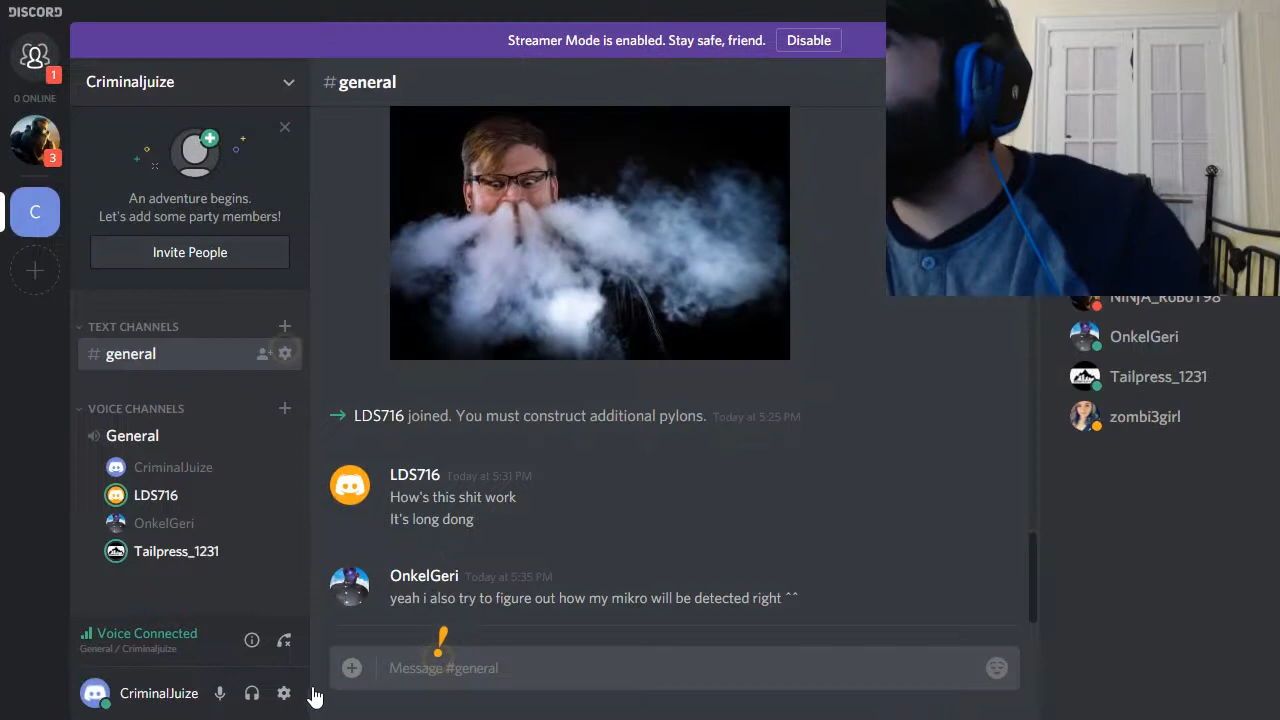 DISCORD
Streamer Mode is enabled. Stay safe, friend. Disable
1
0 ONLINE
3
C
Criminaljuize
# general
An adventure begins.
Let's add some party members!
Invite People
TEXT CHANNELS
# general
VOICE CHANNELS
General
CriminalJuize
LDS716
OnkelGeri
Tailpress_1231
Voice Connected
General / Criminaljuize
CriminalJuize
LDS716 joined. You must construct additional pylons. Today at 5:25 PM
LDS716 Today at 5:31 PM
How's this shit work
It's long dong
OnkelGeri Today at 5:35 PM
yeah i also try to figure out how my mikro will be detected right ^^
!
Message #general
OnkelGeri
Tailpress_1231
zombi3girl